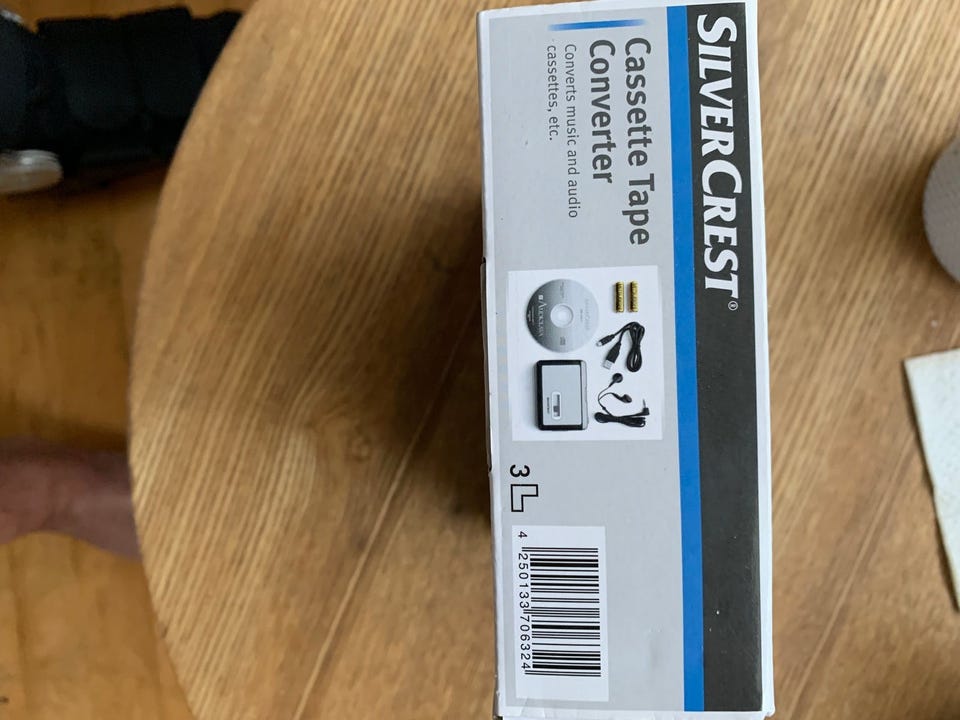 SILVERCREST®
Cassette Tape
Converter
Converts music and audio
cassettes, etc.
3
4 250133 706324